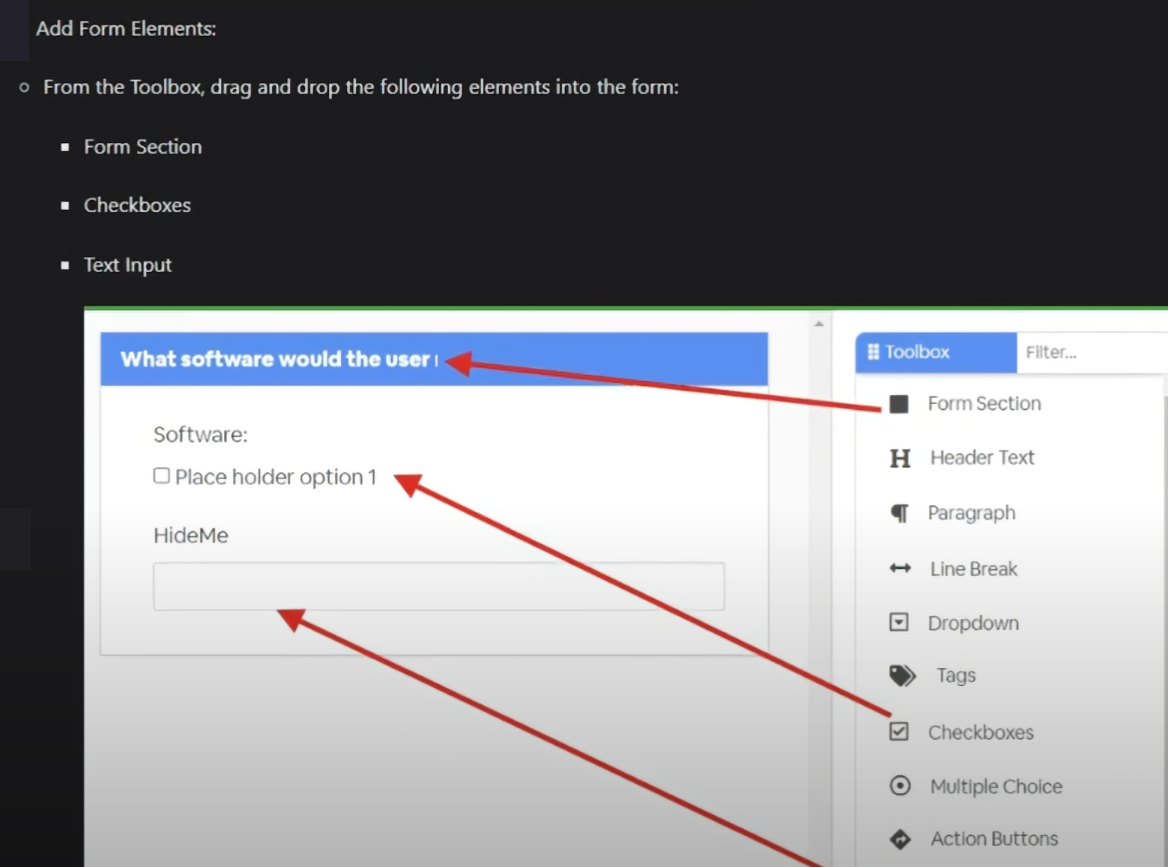 Add Form Elements:
From the Toolbox, drag and drop the following elements into the form:
Form Section
Checkboxes
Text Input
What software would the user
Software:
Place holder option 1
HideMe
Toolbox
Filter...
Form Section
Header Text
Paragraph
Line Break
Dropdown
Tags
Checkboxes
Multiple Choice
Action Buttons